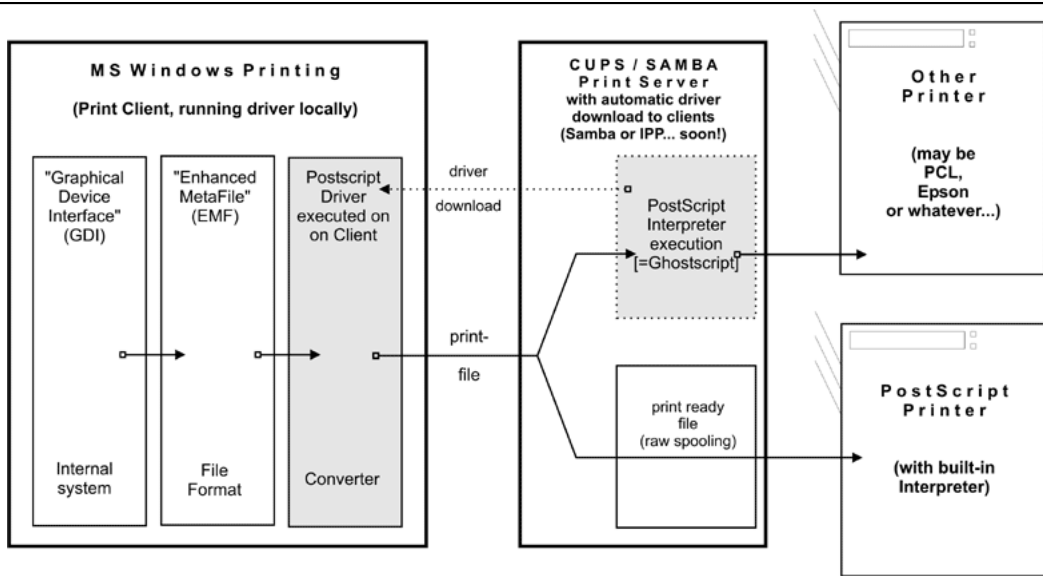 MS Windows Printing
(Print Client, running driver locally)
"Graphical
Device
Interface"
(GDI)
Internal
system
"Enhanced
MetaFile"
(EMF)
File
Format
Postscript
Driver
executed on
on Client
Converter
driver
download
print-
file
CUPS / SAMBA
Print Server
with automatic driver
download to clients
(Samba or IPP... soon!)
PostScript
Interpreter
execution
[=Ghostscript]
print ready
file
(raw spooling)
Other
Printer
(may be
PCL,
Epson
or whatever...)
PostScript
Printer
(with built-in
Interpreter)